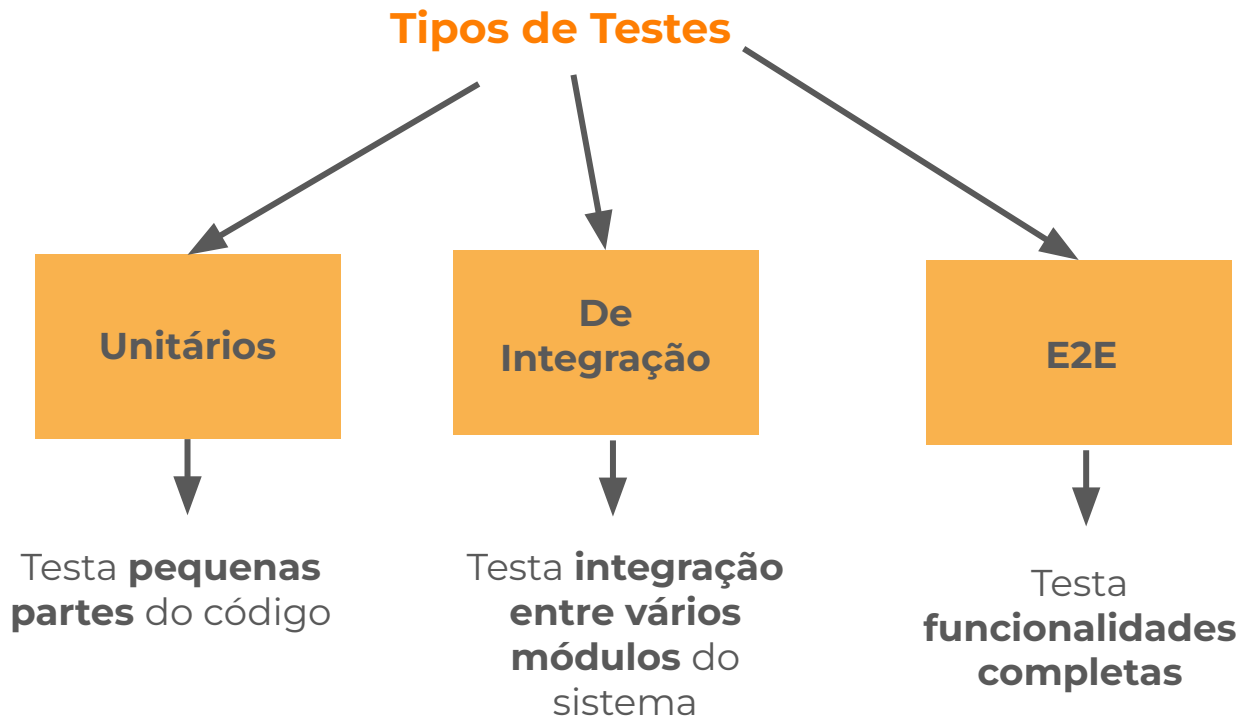 Tipos de Testes
Unitários
De
Integração
E2E
Testa pequenas
partes do código
Testa integração
entre vários
módulos do
sistema
Testa
funcionalidades
completas